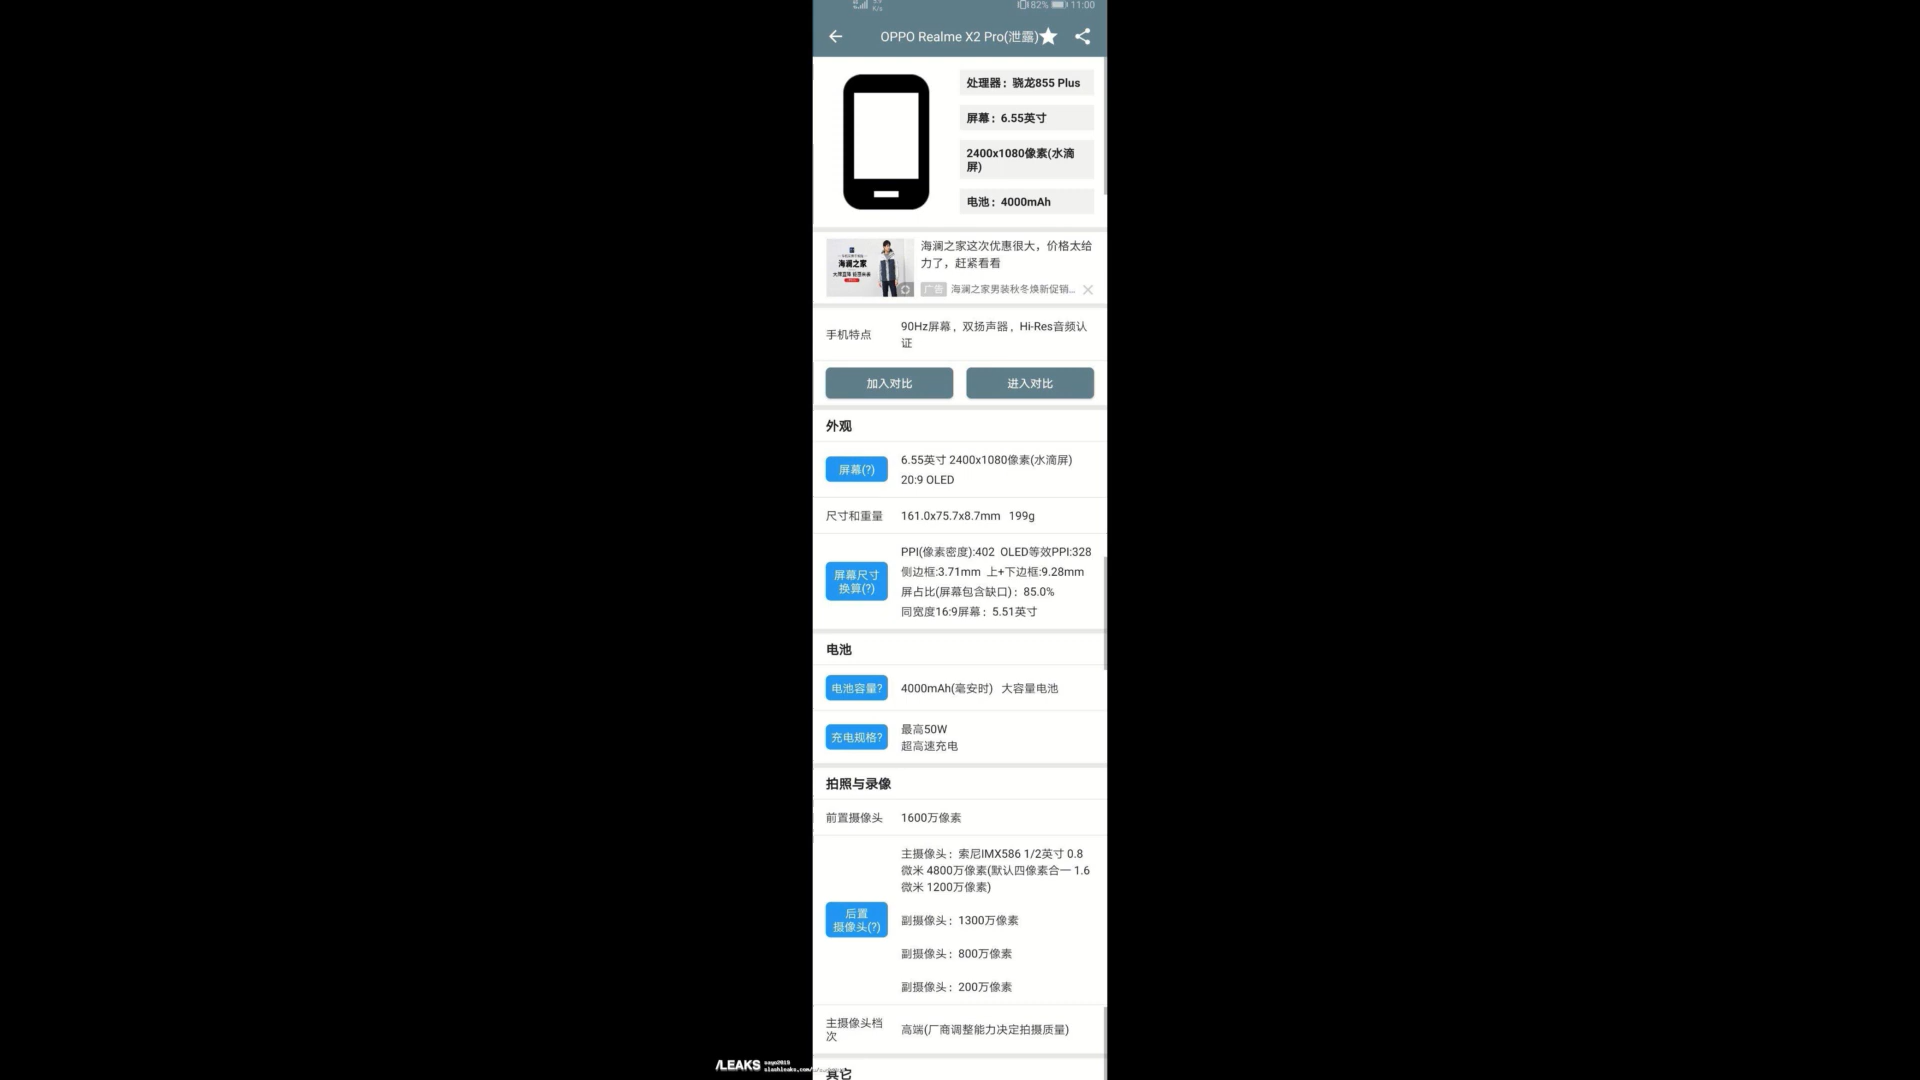 82% 11:00
K/s
OPPO Realme X2 Pro(泄露)
处理器：骁龙855 Plus
屏幕：6.55英寸
2400x1080像素(水滴
屏)
电池：4000mAh
海澜之家
海澜之家这次优惠很大，价格太给
力了，赶紧看看
广告 海澜之家男装秋冬焕新促销...
手机特点
90Hz屏幕，双扬声器，Hi-Res音频认
证
加入对比
进入对比
外观
屏幕(?)
6.55英寸 2400x1080像素(水滴屏)
20:9 OLED
尺寸和重量
161.0x75.7x8.7mm 199g
屏幕尺寸
换算(?)
PPI(像素密度):402 OLED等效PPI:328
侧边框:3.71mm 上+下边框:9.28mm
屏占比(屏幕包含缺口)：85.0%
同宽度16:9屏幕：5.51英寸
电池
电池容量?
4000mAh(毫安时) 大容量电池
充电规格?
最高50W
超高速充电
拍照与录像
前置摄像头
1600万像素
后置
摄像头(?)
主摄像头：索尼IMX586 1/2英寸 0.8
微米 4800万像素(默认四像素合一 1.6
微米 1200万像素)
副摄像头：1300万像素
副摄像头：800万像素
副摄像头：200万像素
主摄像头档
次
高端(厂商调整能力决定拍摄质量)
其它
/LEAKS